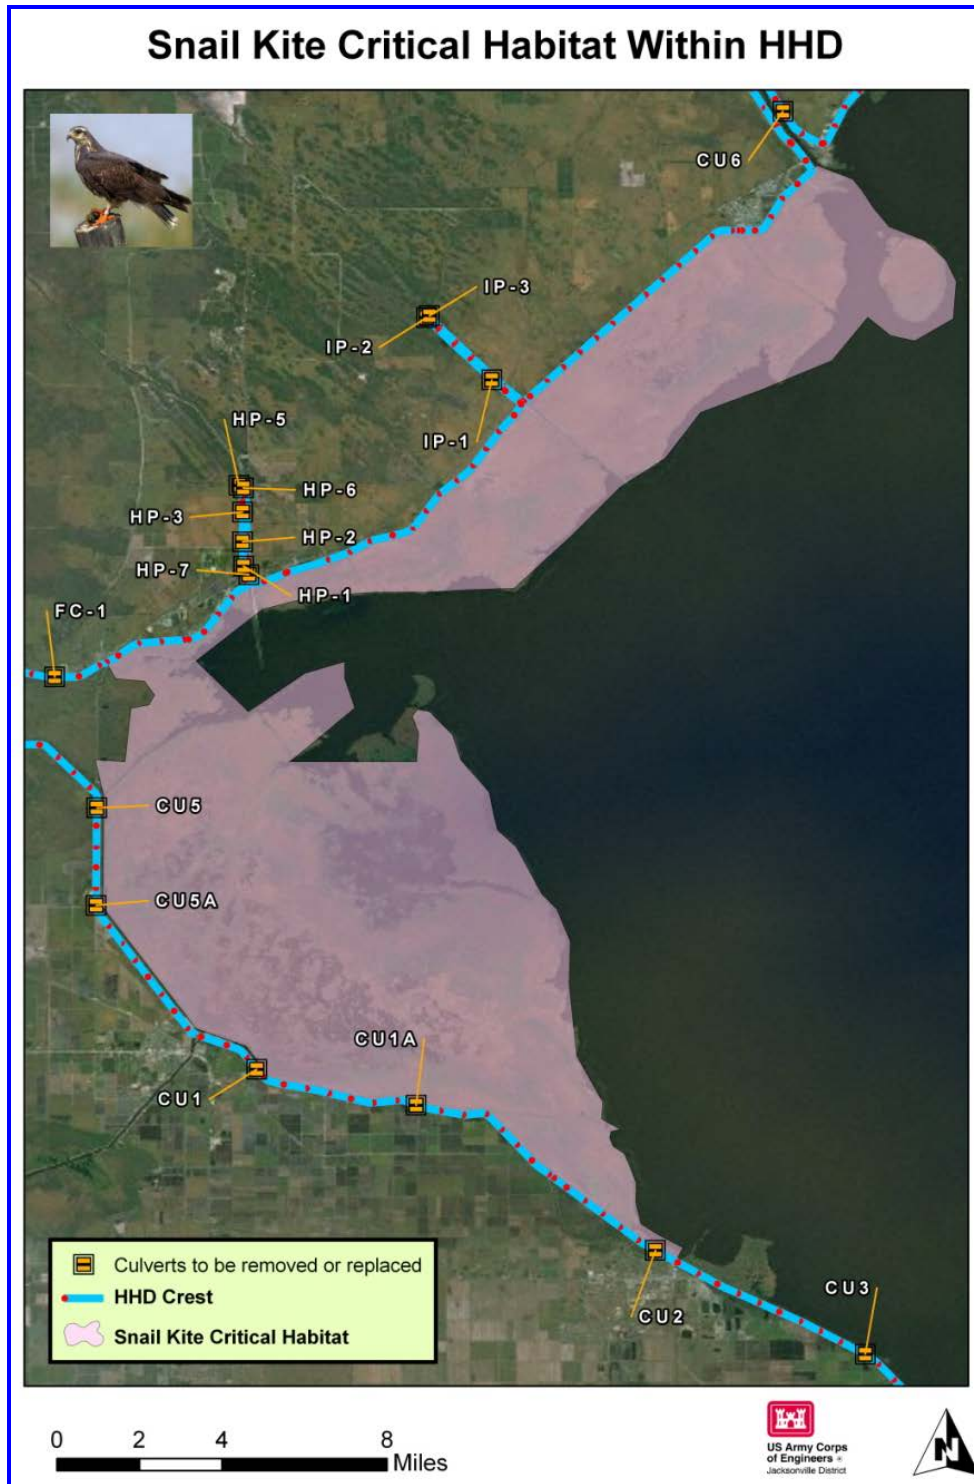 Snail Kite Critical Habitat Within HHD
CU6
IP-3
IP-2
IP-1
HP-5
HP-6
HP-3
HP-2
HP-7
HP-1
FC-1
CU5
CU5A
CU1A
CU1
CU3
CU2
Culverts to be removed or replaced
HHD Crest
Snail Kite Critical Habitat
0 2 4 8
Miles
US Army Corps
of Engineers
Jacksonville District
N